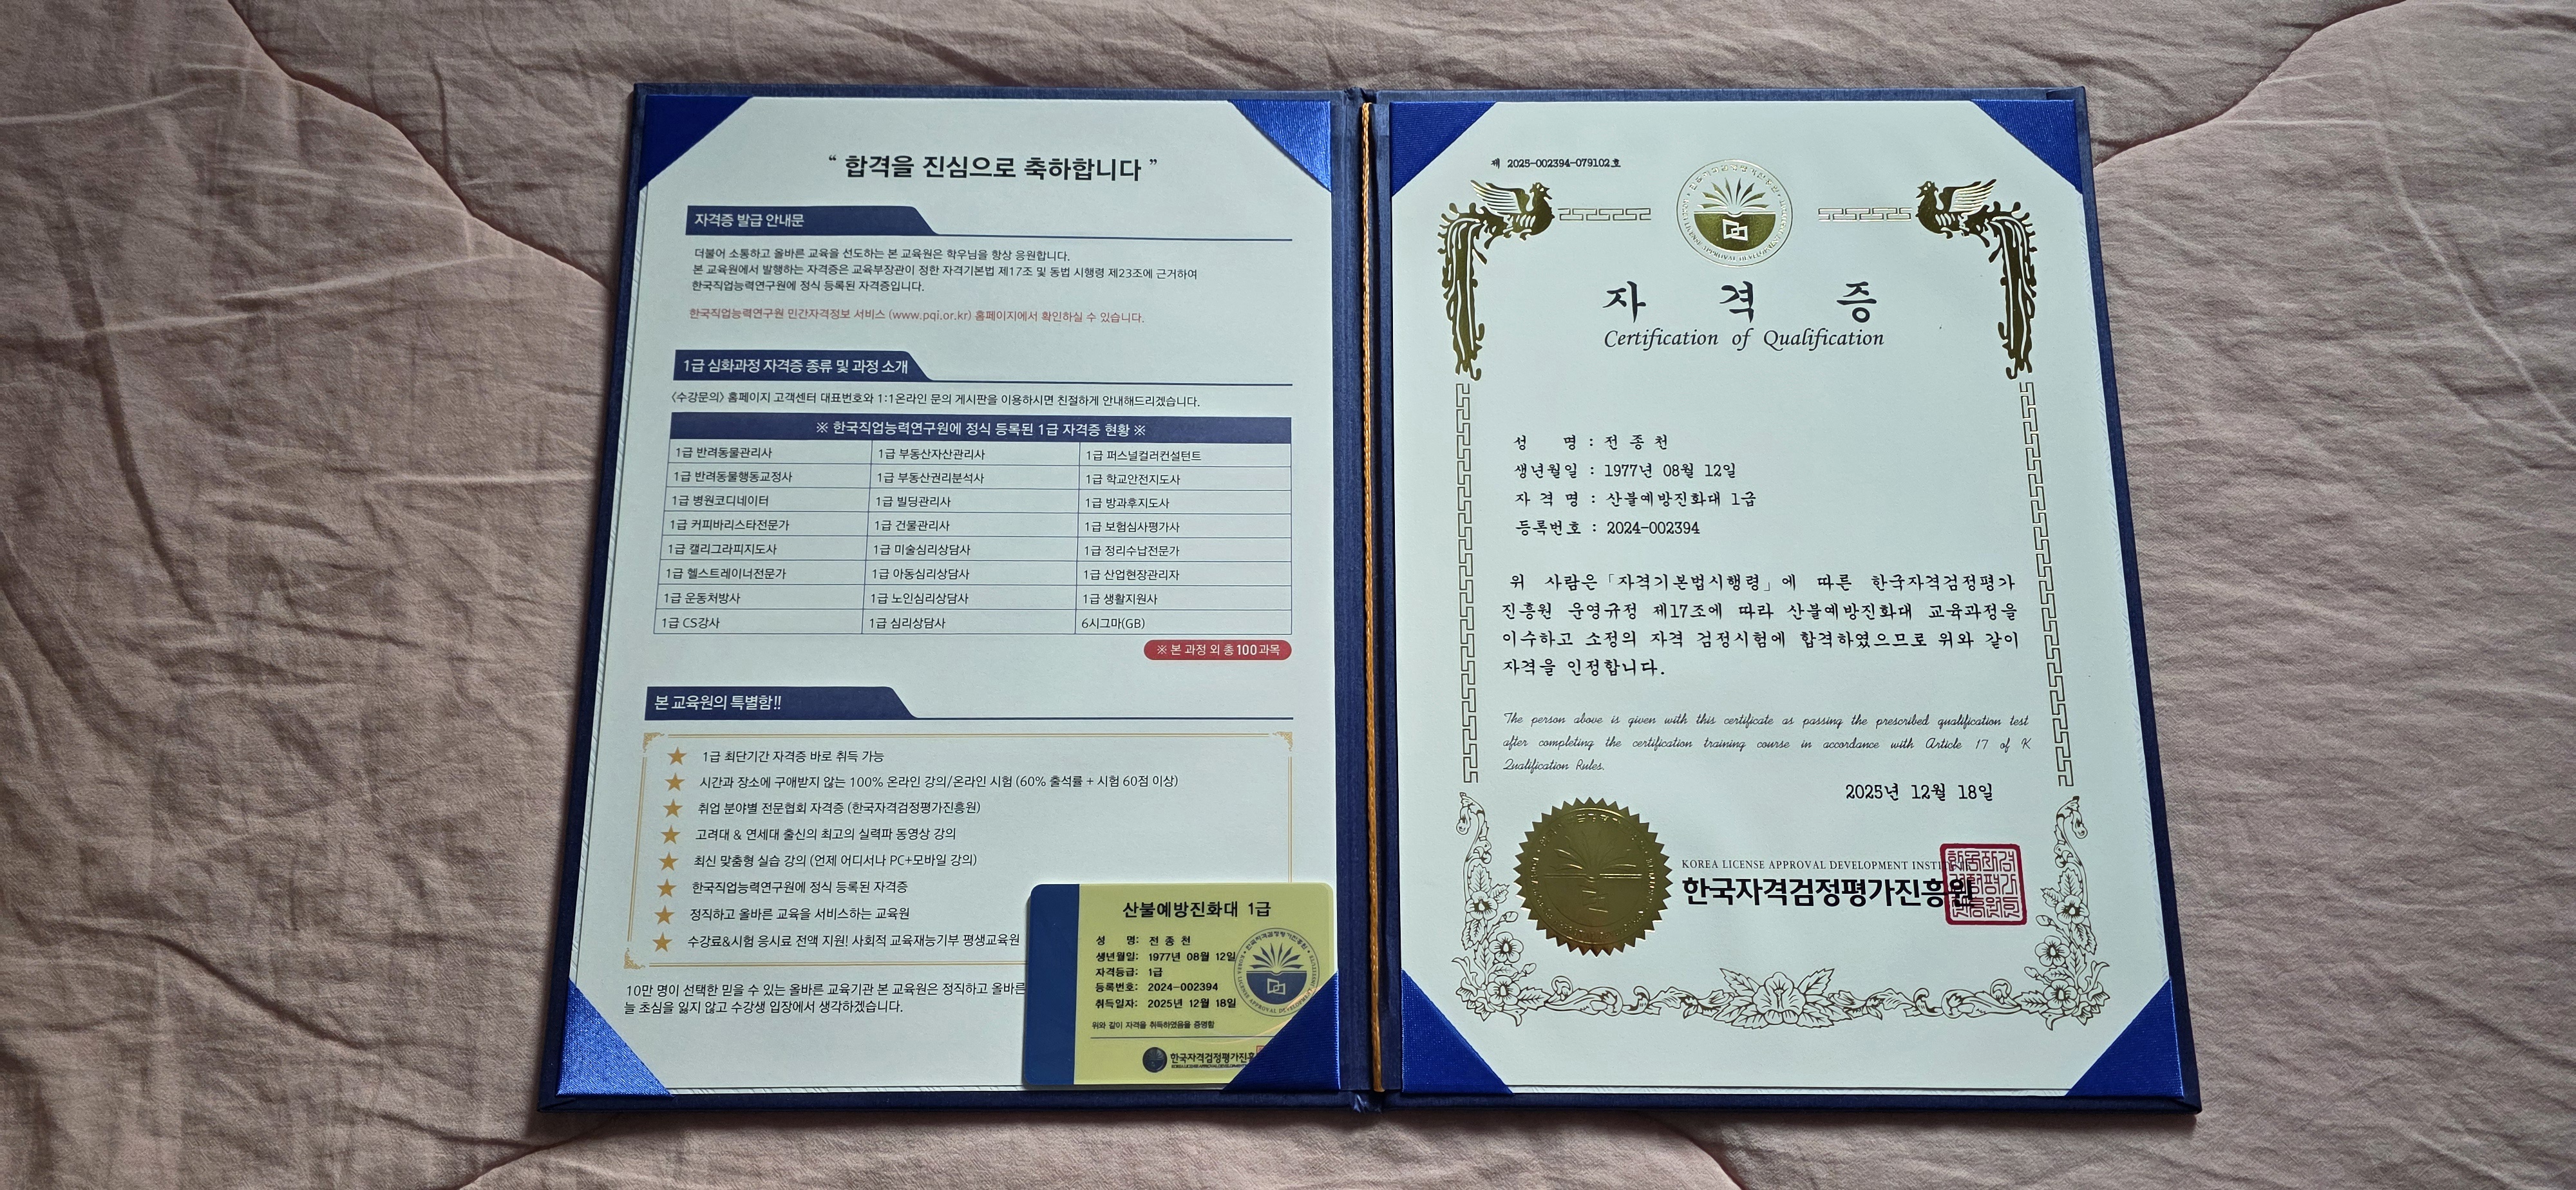 “ 합격을 진심으로 축하합니다 ”
자격증 발급 안내문
더불어 소통하고 올바른 교육을 선도하는 본 교육원은 학우님을 항상 응원합니다.
본 교육원에서 발행하는 자격증은 교육부장관이 정한 자격기본법 제17조 및 동법 시행령 제23조에 근거하여
한국직업능력연구원에 정식 등록된 자격증입니다.
한국직업능력연구원 민간자격정보 서비스 (www.pqi.or.kr) 홈페이지에서 확인하실 수 있습니다.
1급 심화과정 자격증 종류 및 과정 소개
<수강문의> 홈페이지 고객센터 대표번호와 1:1온라인 문의 게시판을 이용하시면 친절하게 안내해드리겠습니다.
※ 한국직업능력연구원에 정식 등록된 1급 자격증 현황 ※
1급 반려동물관리사 1급 부동산자산관리사 1급 퍼스널컬러컨설턴트
1급 반려동물행동교정사 1급 부동산권리분석사 1급 학교안전지도사
1급 병원코디네이터 1급 빌딩관리사 1급 방과후지도사
1급 커피바리스타전문가 1급 건물관리사 1급 보험심사평가사
1급 캘리그라피지도사 1급 미술심리상담사 1급 정리수납전문가
1급 헬스트레이너전문가 1급 아동심리상담사 1급 산업현장관리자
1급 운동처방사 1급 노인심리상담사 1급 생활지원사
1급 CS강사 1급 심리상담사 6시그마(GB)
※ 본 과정 외 총100과목
본 교육원의 특별함!!
★ 1급 최단기간 자격증 바로 취득 가능
★ 시간과 장소에 구애받지 않는 100% 온라인 강의/온라인 시험 (60% 출석률 + 시험 60점 이상)
★ 취업 분야별 전문협회 자격증 (한국자격검정평가진흥원)
★ 고려대 & 연세대 출신의 최고의 실력파 동영상 강의
★ 최신 맞춤형 실습 강의 (언제 어디서나 PC+모바일 강의)
★ 한국직업능력연구원에 정식 등록된 자격증
★ 정직하고 올바른 교육을 서비스하는 교육원
★ 수강료&시험 응시료 전액 지원! 사회적 교육재능기부 평생교육원
10만 명이 선택한 믿을 수 있는 올바른 교육기관 본 교육원은 정직하고 올바른
늘 초심을 잃지 않고 수강생 입장에서 생각하겠습니다.
산불예방진화대 1급
성 명: 전 종 천
생년월일: 1977년 08월 12일
자격등급: 1급
등록번호: 2024-002394
취득일자: 2025년 12월 18일
위와 같이 자격을 취득하였음을 증명함
한국자격검정평가진흥
제 2025-002394-079102호
자 격 증
Certification of Qualification
성 명 : 전 종 천
생년월일 : 1977년 08월 12일
자 격 명 : 산불예방진화대 1급
등록번호 : 2024-002394
위 사람은「자격기본법시행령」에 따른 한국자격검정평가
진흥원 운영규정 제17조에 따라 산불예방진화대 교육과정을
이수하고 소정의 자격 검정시험에 합격하였으므로 위와 같이
자격을 인정합니다.
The person above is given with this certificate as passing the prescribed qualification test
after completing the certification training course in accordance with Article 17 of K
Qualification Rules.
2025년 12월 18일
KOREA LICENSE APPROVAL DEVELOPMENT INSTI
한국자격검정평가진흥원